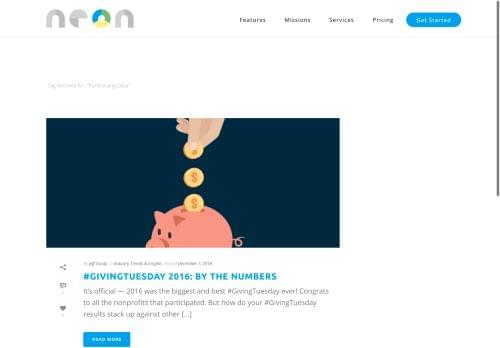 neon
Features Missions Services Pricing Get Started
Tag Archives for: "Fundraising Data"
$
$
$
By Jeff Gordy In Industry Trends & Insights Posted December 7, 2016
#GIVINGTUESDAY 2016: BY THE NUMBERS
It's official — 2016 was the biggest and best #GivingTuesday ever! Congrats
to all the nonprofits that participated. But how do your #GivingTuesday
results stack up against other [...]
READ MORE